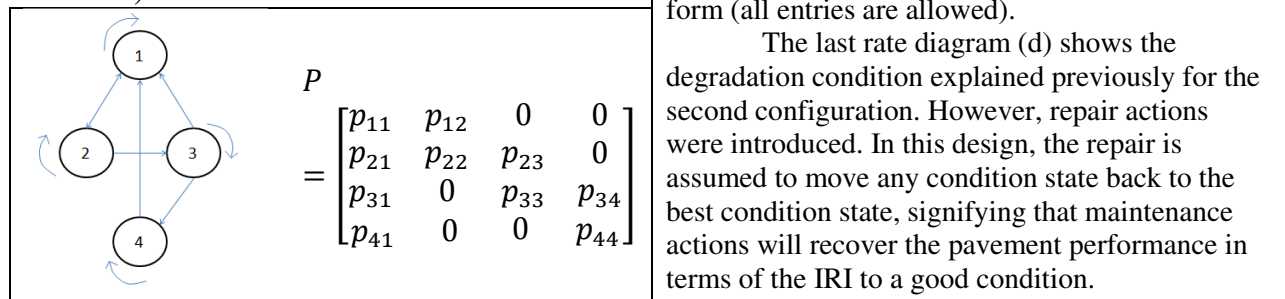 1
2
3
4
P
= [p₁₁ p₁₂ 0 0
p₂₁ p₂₂ p₂₃ 0
p₃₁ 0 p₃₃ p₃₄
p₄₁ 0 0 p₄₄]
form (all entries are allowed).
The last rate diagram (d) shows the
degradation condition explained previously for the
second configuration. However, repair actions
were introduced. In this design, the repair is
assumed to move any condition state back to the
best condition state, signifying that maintenance
actions will recover the pavement performance in
terms of the IRI to a good condition.